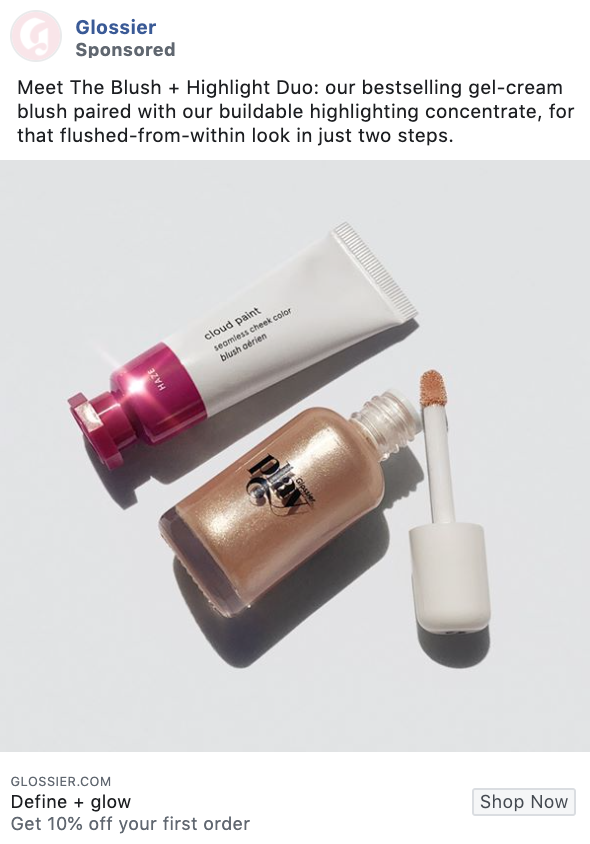 Glossier
Sponsored
Meet The Blush + Highlight Duo: our bestselling gel-cream
blush paired with our buildable highlighting concentrate, for
that flushed-from-within look in just two steps.
cloud paint
seamless cheek color
blush aérien
HAZE
play
Glossier
GLOSSIER.COM
Define + glow
Get 10% off your first order
Shop Now